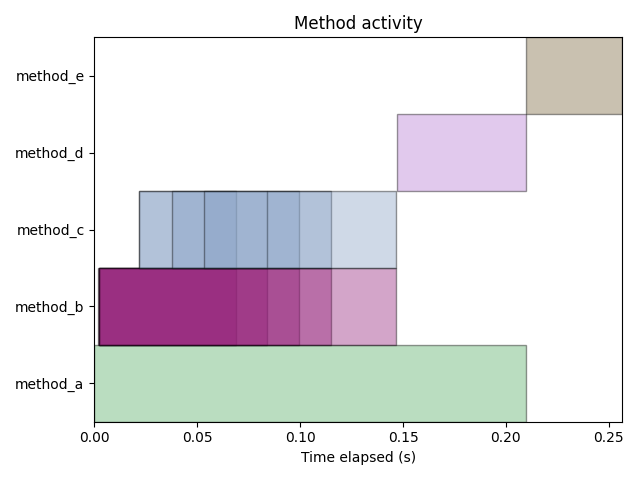 Method activity
method_e
method_d
method_c
method_b
method_a
0.00 0.05 0.10 0.15 0.20 0.25
Time elapsed (s)